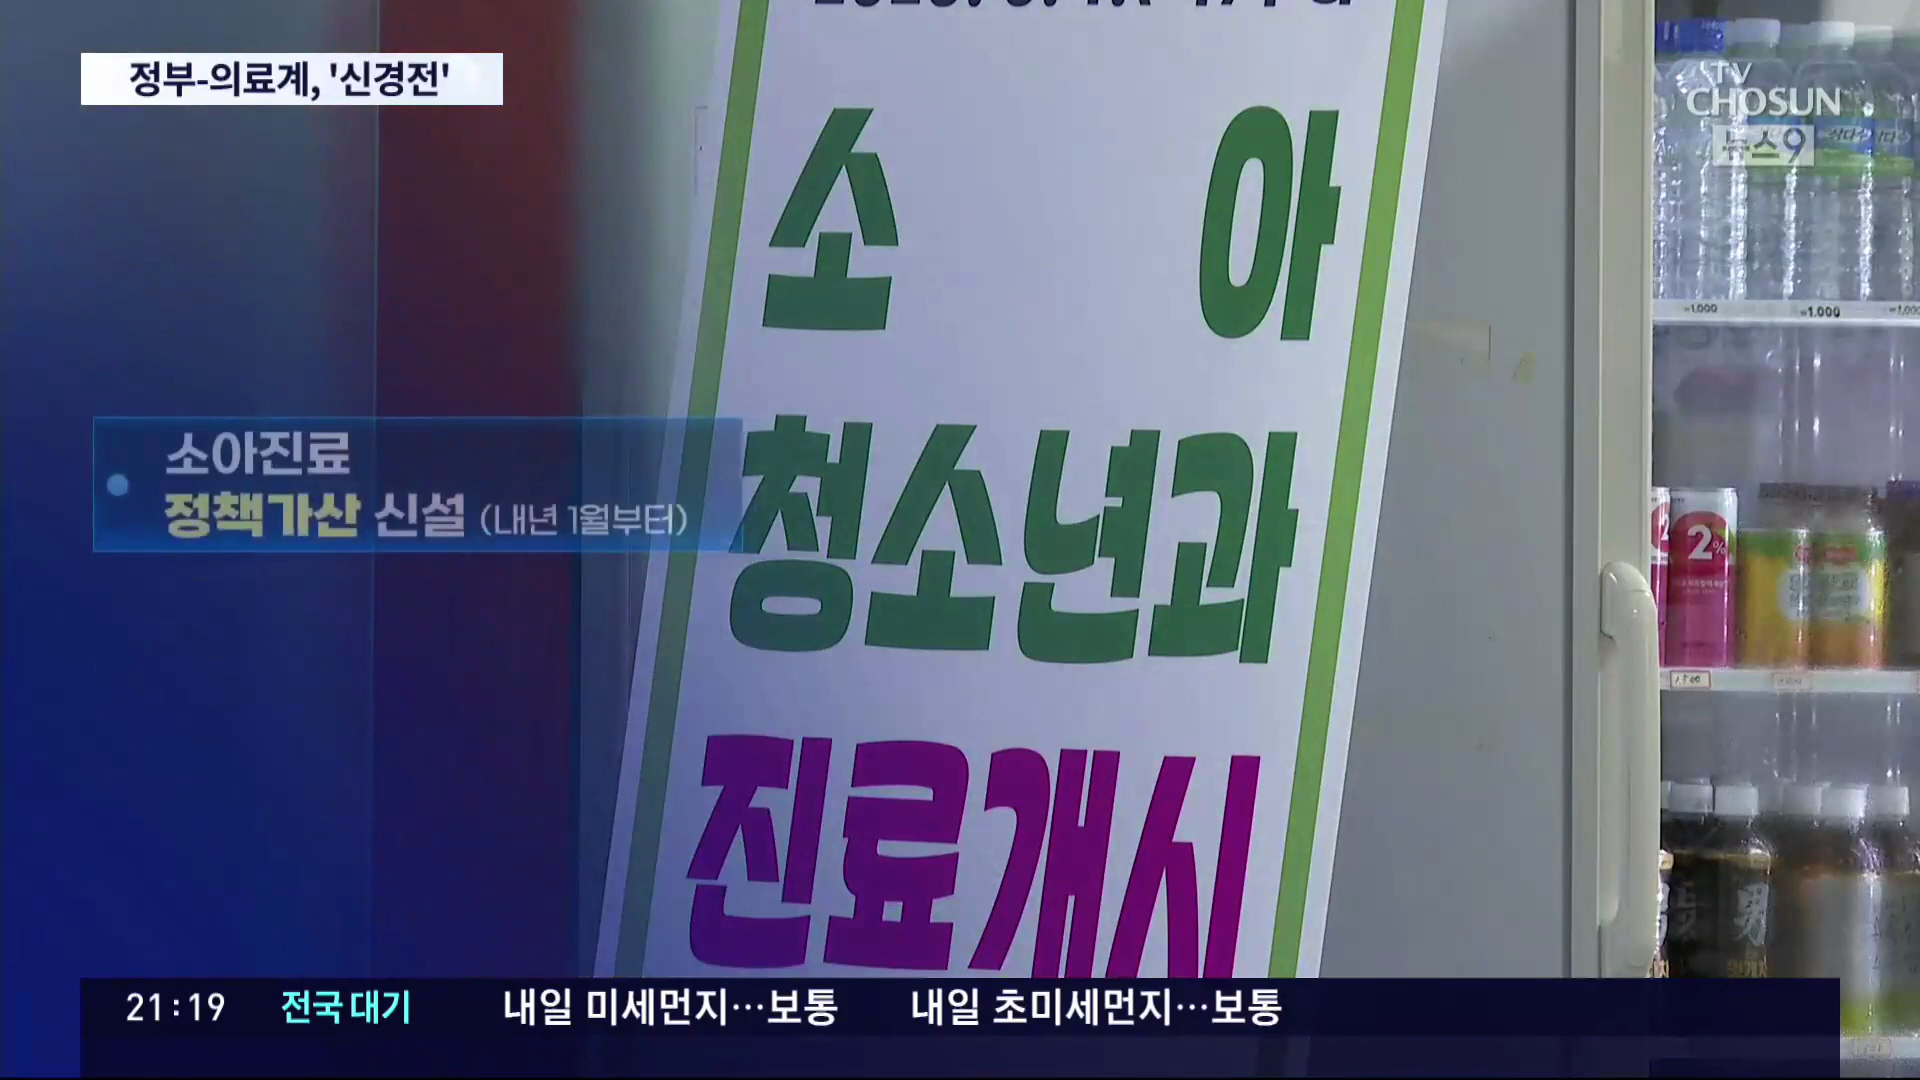 정부-의료계, '신경전'
TV
CHOSUN
뉴스9
소 아
청소년과
진료개시
소아진료
정책가산 신설 (내년 1월부터)
₩1,000
2%
21:19 전국 대기 내일 미세먼지…보통 내일 초미세먼지…보통